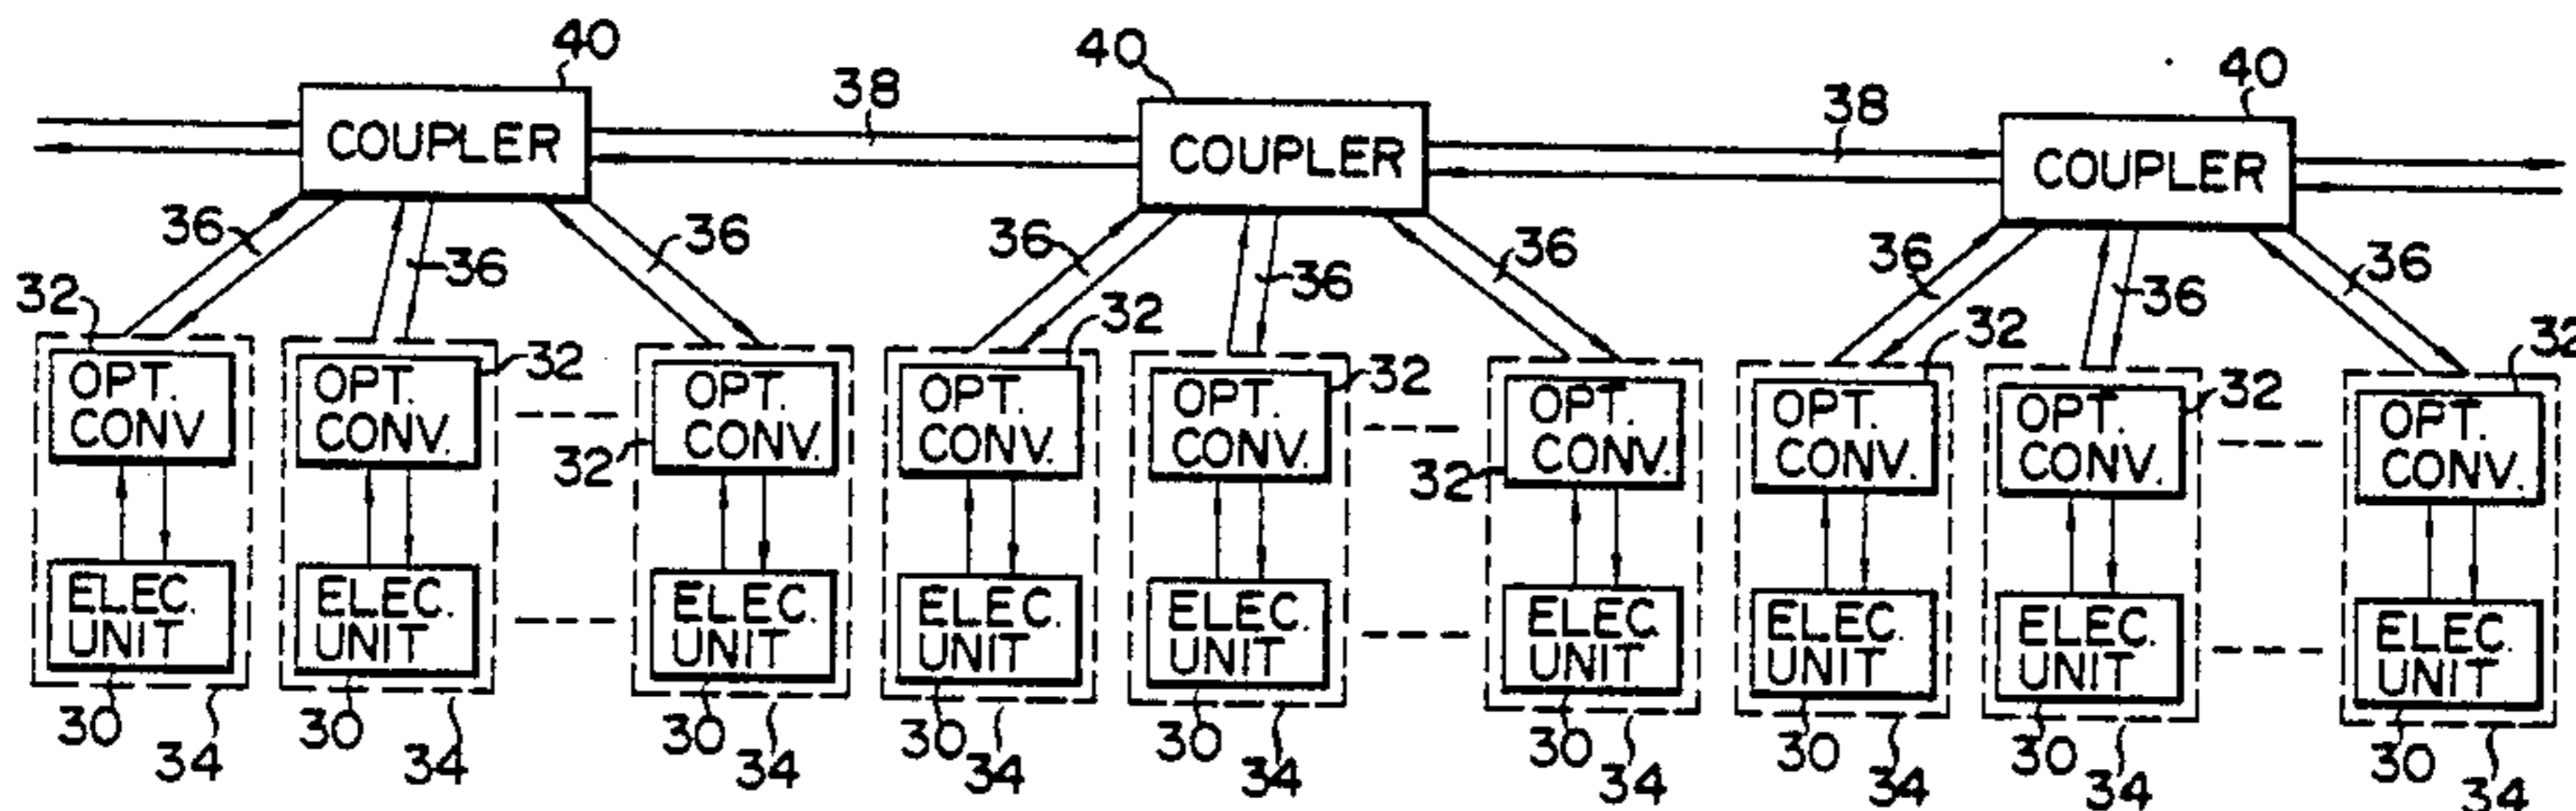 40 40 40
38 38
COUPLER COUPLER COUPLER
36 36 36 36 36 36 36 36 36
32 32 32 32 32 32 32 32 32
OPT. OPT. OPT. OPT. OPT. OPT. OPT. OPT. OPT.
CONV CONV. CONV. CONV. CONV. CONV. CONV. CONV. CONV.
ELEC. ELEC. ELEC. ELEC. ELEC. ELEC ELEC. ELEC. ELEC.
UNIT UNIT UNIT UNIT UNIT UNIT UNIT UNIT UNIT
30 30 30 30 30 30 30 30 30
34 34 34 34 34 34 34 34 34